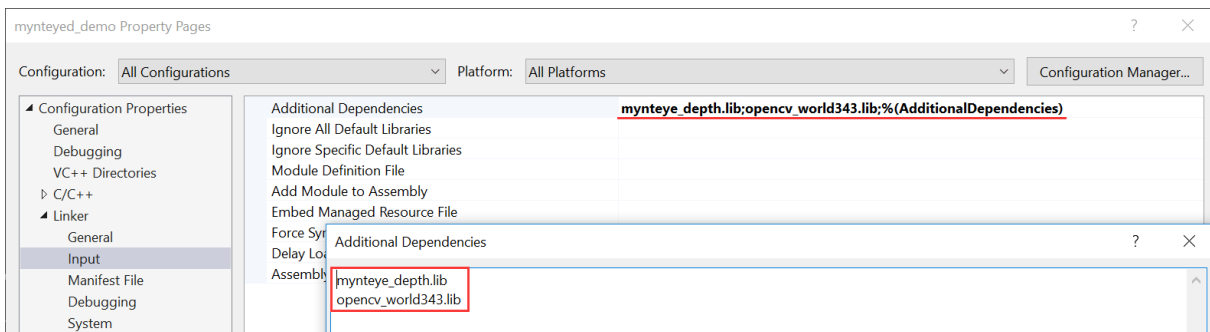 mynteyed_demo Property Pages ? ×
Configuration: All Configurations Platform: All Platforms Configuration Manager...
Configuration Properties
General
Debugging
VC++ Directories
C/C++
Linker
General
Input
Manifest File
Debugging
System
Additional Dependencies mynteye_depth.lib;opencv_world343.lib;%(AdditionalDependencies)
Ignore All Default Libraries
Ignore Specific Default Libraries
Module Definition File
Add Module to Assembly
Embed Managed Resource File
Force Syr
Delay Loa
Assembly
Additional Dependencies ? ×
mynteye_depth.lib
opencv_world343.lib